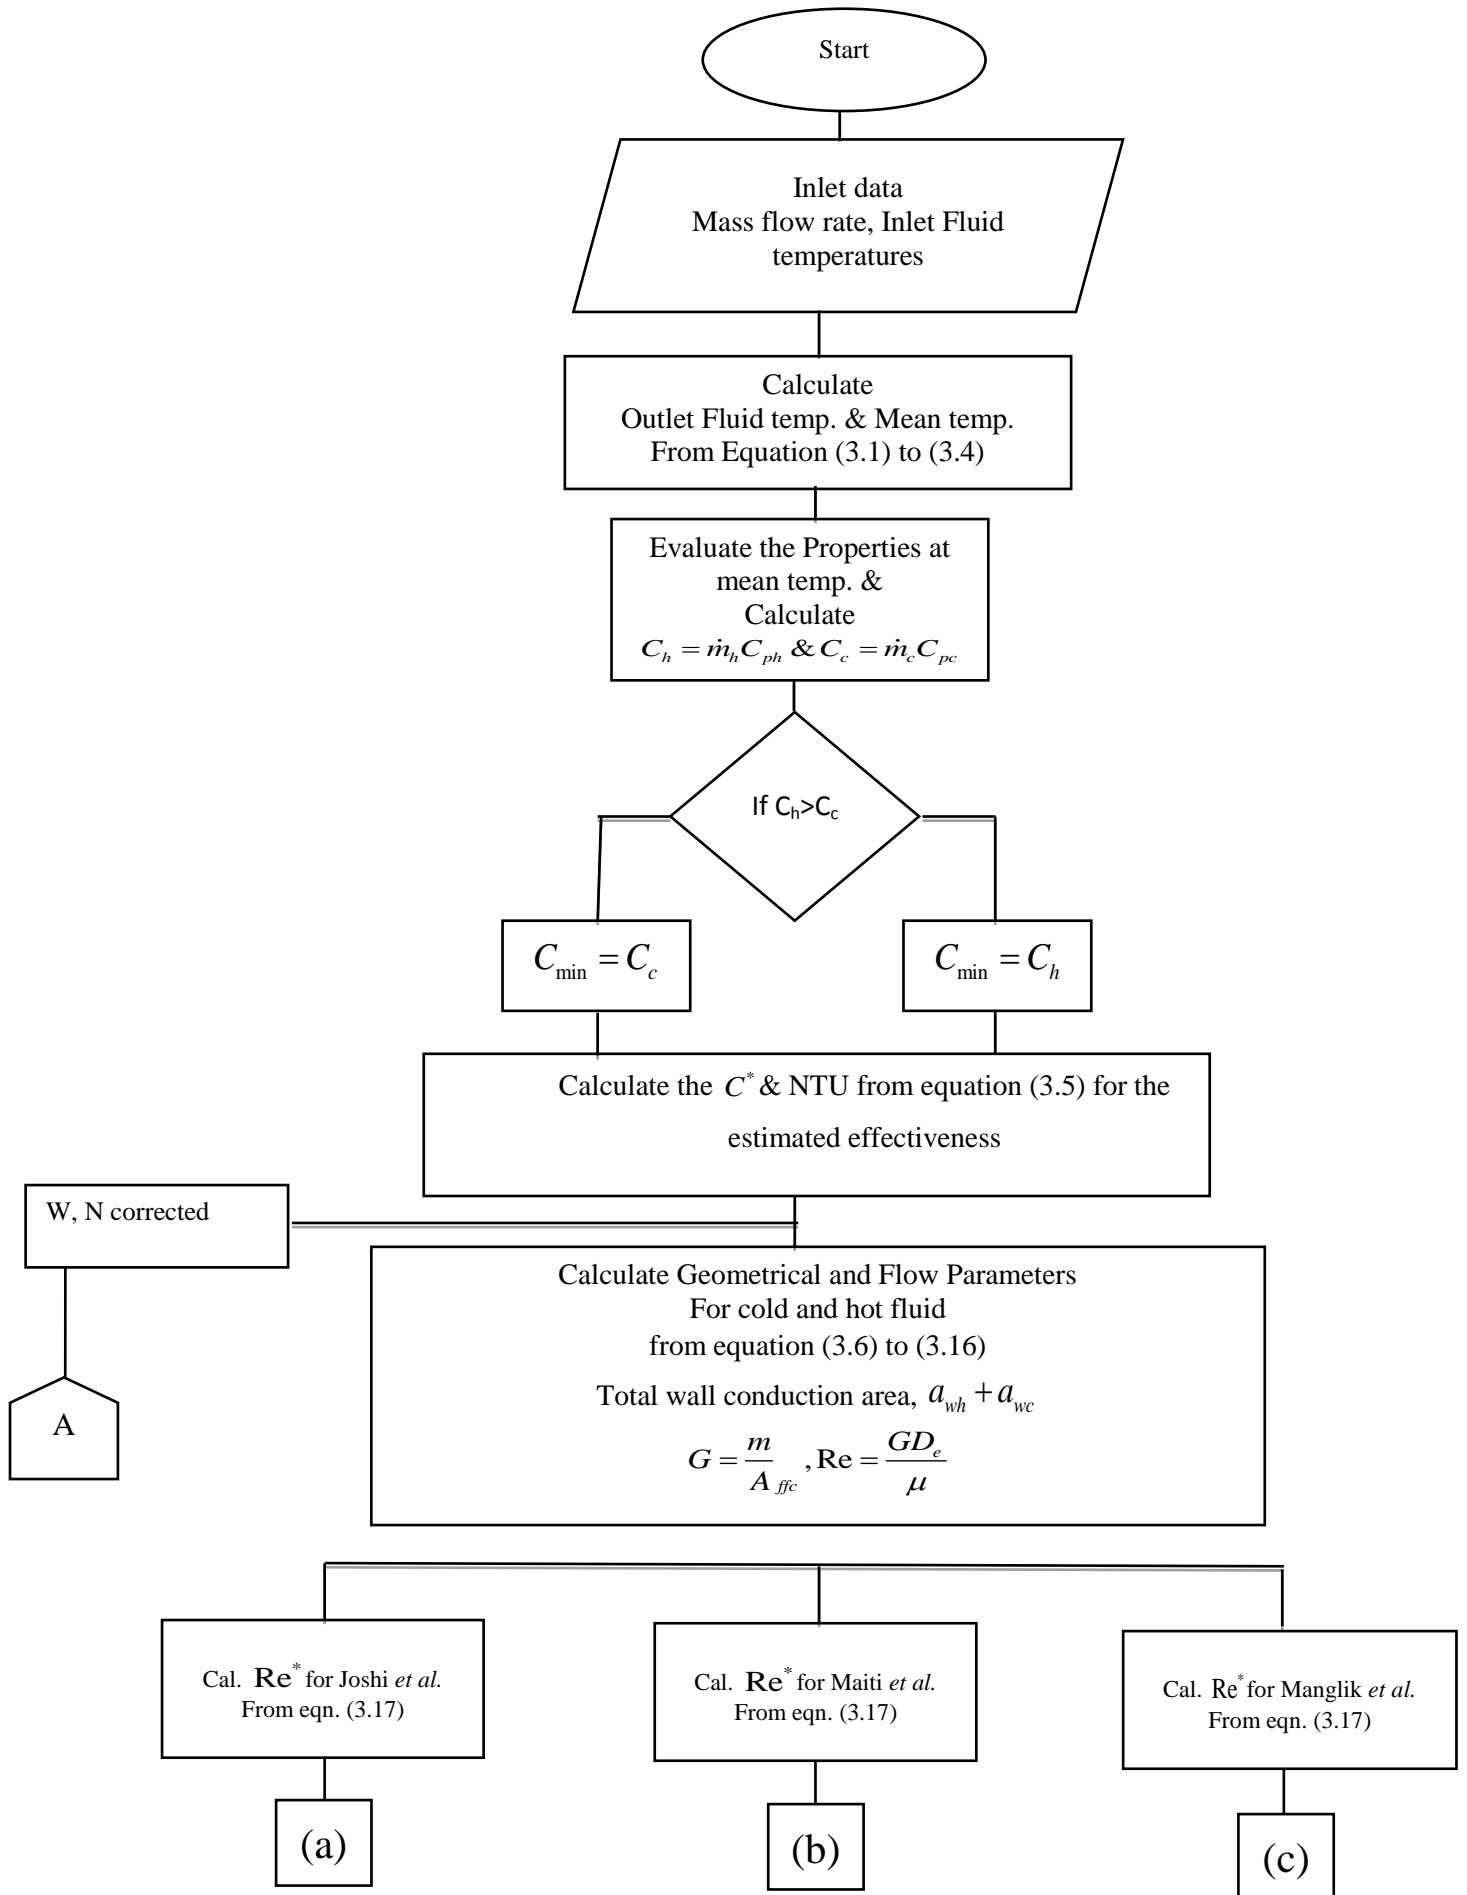 Start
Inlet data
Mass flow rate, Inlet Fluid
temperatures
Calculate
Outlet Fluid temp. & Mean temp.
From Equation (3.1) to (3.4)
Evaluate the Properties at
mean temp. &
Calculate
C_h = ṁ_h C_ph & C_c = ṁ_c C_pc
If C_h>C_c
C_min = C_c
C_min = C_h
Calculate the C* & NTU from equation (3.5) for the
estimated effectiveness
W, N corrected
A
Calculate Geometrical and Flow Parameters
For cold and hot fluid
from equation (3.6) to (3.16)
Total wall conduction area, a_wh + a_wc
G = m / A_ffc , Re = GD_e / μ
Cal. Re* for Joshi et al.
From eqn. (3.17)
Cal. Re* for Maiti et al.
From eqn. (3.17)
Cal. Re* for Manglik et al.
From eqn. (3.17)
(a)
(b)
(c)